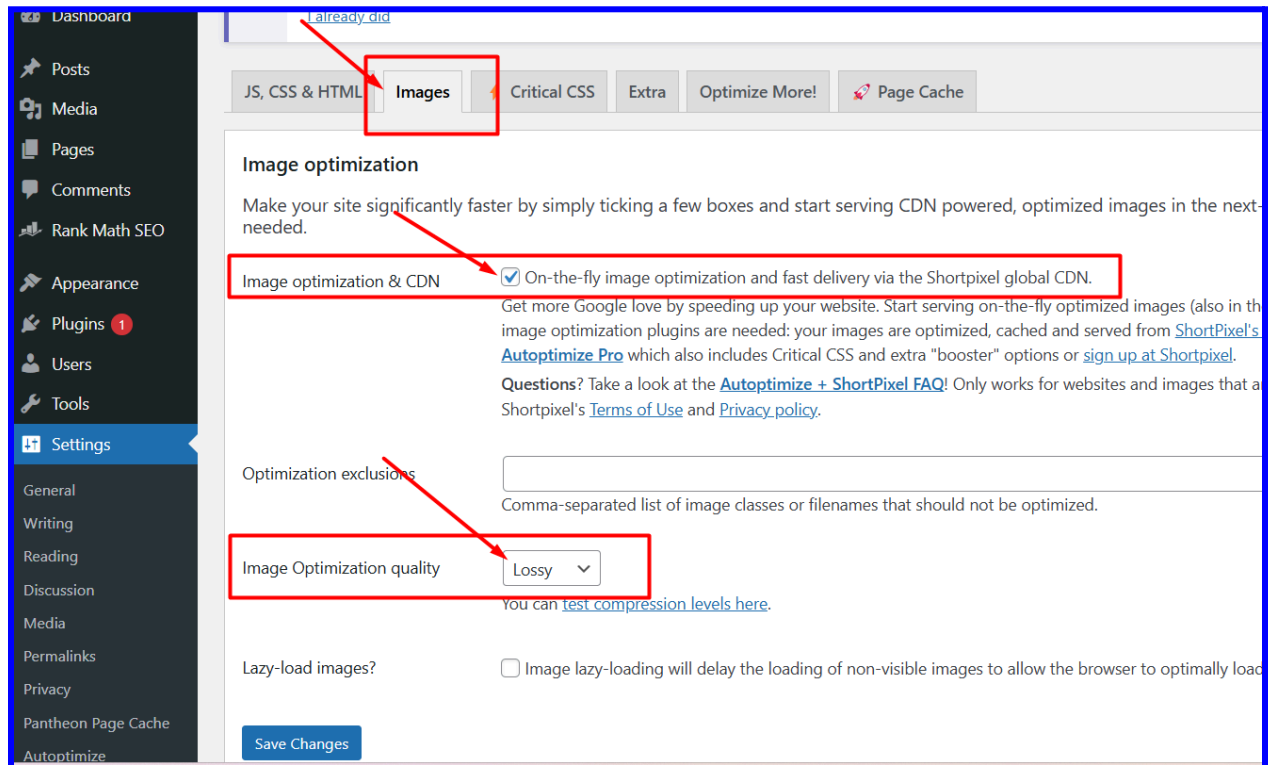 Dashboard
Posts
Media
Pages
Comments
Rank Math SEO
Appearance
Plugins 1
Users
Tools
Settings
General
Writing
Reading
Discussion
Media
Permalinks
Privacy
Pantheon Page Cache
Autoptimize
I already did
JS, CSS & HTML
Images
Critical CSS
Extra
Optimize More!
Page Cache
Image optimization
Make your site significantly faster by simply ticking a few boxes and start serving CDN powered, optimized images in the next-
needed.
Image optimization & CDN
On-the-fly image optimization and fast delivery via the Shortpixel global CDN.
Get more Google love by speeding up your website. Start serving on-the-fly optimized images (also in th
image optimization plugins are needed: your images are optimized, cached and served from ShortPixel's
Autoptimize Pro which also includes Critical CSS and extra "booster" options or sign up at Shortpixel.
Questions? Take a look at the Autoptimize + ShortPixel FAQ! Only works for websites and images that a
Shortpixel's Terms of Use and Privacy policy.
Optimization exclusions
Comma-separated list of image classes or filenames that should not be optimized.
Image Optimization quality
Lossy
You can test compression levels here.
Lazy-load images?
Image lazy-loading will delay the loading of non-visible images to allow the browser to optimally load
Save Changes